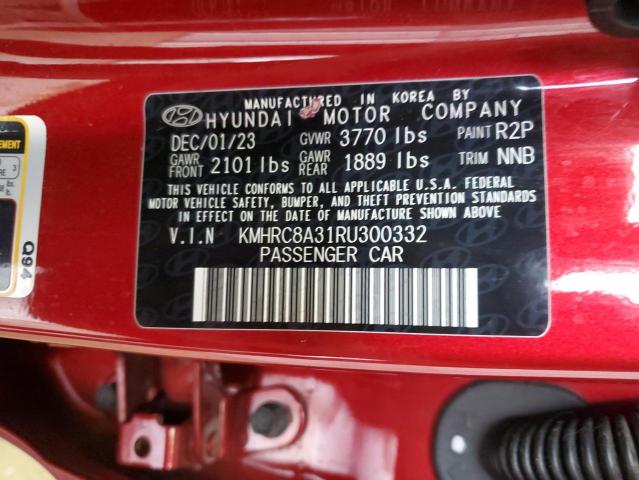 MANUFACTURED IN KOREA BY
HYUNDAI MOTOR COMPANY
DEC/01/23 GVWR 3770 lbs PAINT R2P
GAWR FRONT 2101 lbs GAWR REAR 1889 lbs TRIM NNB
THIS VEHICLE CONFORMS TO ALL APPLICABLE U.S.A. FEDERAL
MOTOR VEHICLE SAFETY, BUMPER, AND THEFT PREVENTION STANDARDS
IN EFFECT ON THE DATE OF MANUFACTURE SHOWN ABOVE
V.I.N KMHRC8A31RU300332
PASSENGER CAR
Q94